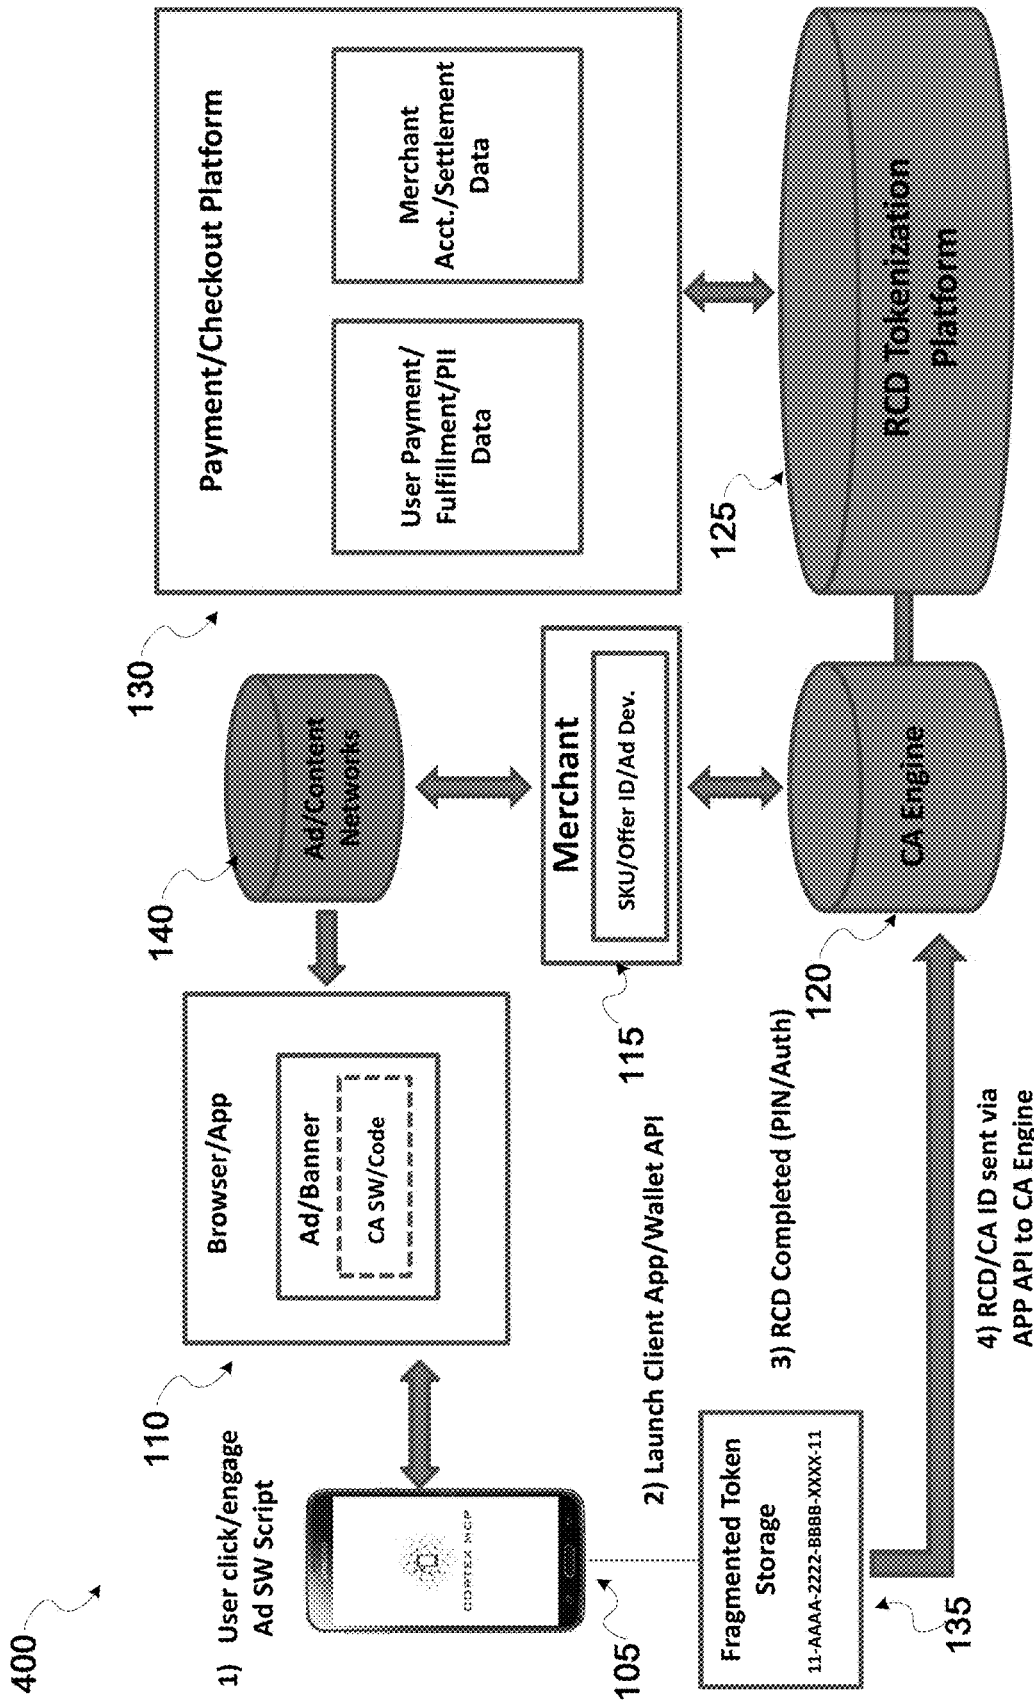 400
1) User click/engage
Ad SW Script
110
Browser/App
Ad/Banner
CA SW/Code
140
Ad/Content
Networks
130
Payment/Checkout Platform
User Payment/
Fulfillment/PII
Data
Merchant
Acct./Settlement
Data
CORTEX MCP
105
2) Launch Client App/Wallet API
115
Merchant
SKU/Offer ID/Ad Dev.
Fragmented Token
Storage
11-AAAA-2222-BBBB-XXXX-11
135
3) RCD Completed (PIN/Auth)
120
CA Engine
125
RCD Tokenization
Platform
4) RCD/CA ID sent via
APP API to CA Engine